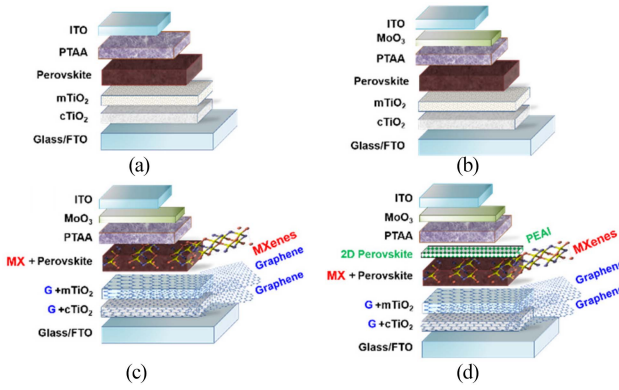 ITO
PTAA
Perovskite
mTiO₂
cTiO₂
Glass/FTO
(a)
ITO
MoO₃
PTAA
Perovskite
mTiO₂
cTiO₂
Glass/FTO
(b)
ITO
MoO₃
PTAA
MXenes
MX + Perovskite
Graphene
Graphene
G +mTiO₂
G +cTiO₂
Glass/FTO
(c)
ITO
MoO₃
PTAA
PEAI
MXenes
2D Perovskite
MX + Perovskite
Graphene
Graphene
G +mTiO₂
G +cTiO₂
Glass/FTO
(d)